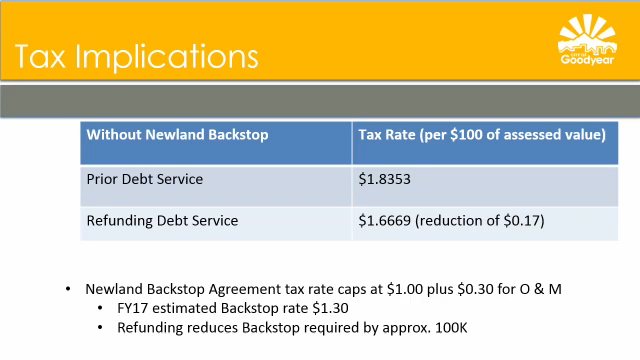 Tax Implications
CITY OF
Goodyear
Without Newland Backstop Tax Rate (per $100 of assessed value)
Prior Debt Service $1.8353
Refunding Debt Service $1.6669 (reduction of $0.17)
• Newland Backstop Agreement tax rate caps at $1.00 plus $0.30 for O & M
• FY17 estimated Backstop rate $1.30
• Refunding reduces Backstop required by approx. 100K